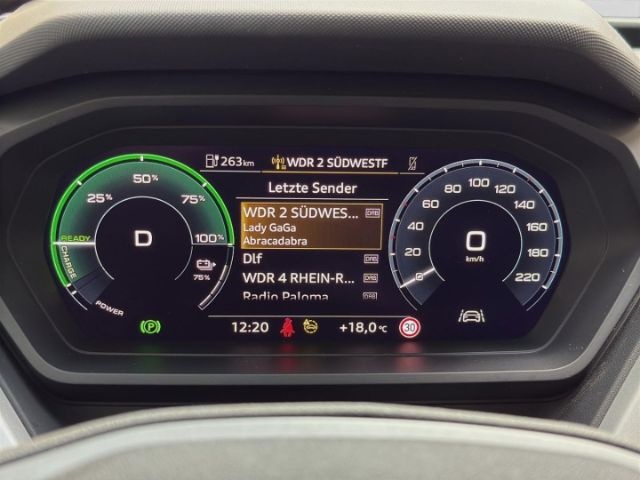 263km WDR 2 SÜDWESTF
Letzte Sender
WDR 2 SÜDWES... DAB
Lady GaGa
Abracadabra
Dlf DAB
WDR 4 RHEIN-R... DAB
Radio Paloma DAB
25% 50% 75% 100%
READY
CHARGE
POWER
D
75%
0 20 40 60 80 100 120 140 160 180 200 220
0
km/h
P 12:20 +18,0°C 30